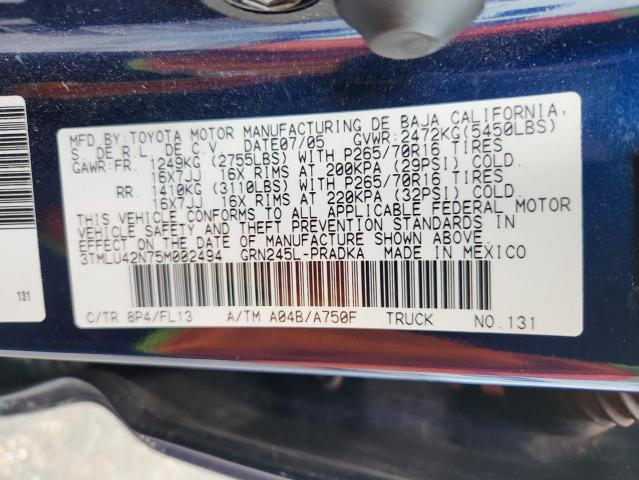 MFD.BY:TOYOTA MOTOR MANUFACTURING DE BAJA CALIFORNIA,
S. DE R.L. DE C.V. DATE07/05 GVWR:2472KG(5450LBS)
GAWR:FR. 1249KG (2755LBS) WITH P265/70R16 TIRES,
16X7JJ 16X RIMS AT 200KPA (29PSI) COLD.
RR. 1410KG (3110LBS) WITH P265/70R16 TIRES,
16X7JJ 16X RIMS AT 220KPA (32PSI) COLD.
THIS VEHICLE CONFORMS TO ALL APPLICABLE FEDERAL MOTOR
VEHICLE SAFETY AND THEFT PREVENTION STANDARDS IN
EFFECT ON THE DATE OF MANUFACTURE SHOWN ABOVE.
3TMLU42N75M002494 GRN245L-PRADKA MADE IN MEXICO
C/TR 8P4/FL13 A/TM A04B/A750F TRUCK NO.131
131